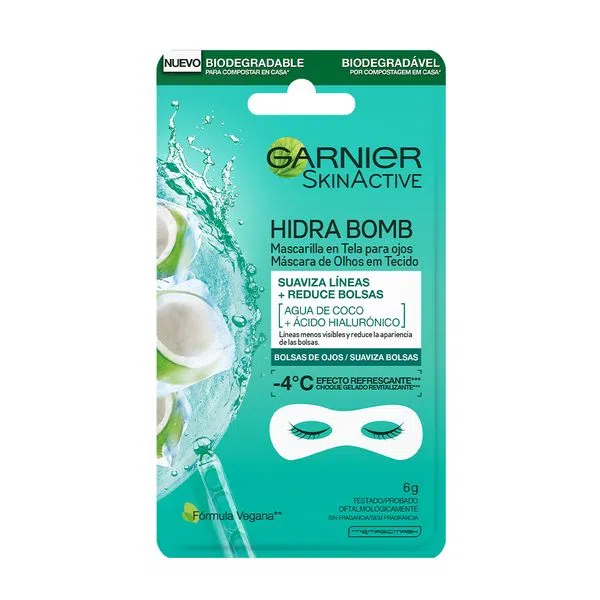 NUEVO
BIODEGRADABLE
PARA COMPOSTAR EN CASA*
BIODEGRADÁVEL
POR COMPOSTAGEM EM CASA*
GARNIER
SKINACTIVE
HIDRA BOMB
Mascarilla en Tela para ojos
Máscara de Olhos em Tecido
SUAVIZA LÍNEAS
+ REDUCE BOLSAS
[AGUA DE COCO
+ ÁCIDO HIALURÓNICO]
Líneas menos visibles y reduce la apariencia
de las bolsas.
BOLSAS DE OJOS / SUAVIZA BOLSAS
-4°C EFECTO REFRESCANTE***
CHOQUE GELADO REVITALIZANTE***
6g
TESTADO/PROBADO
OFTALMOLÓGICAMENTE
SIN FRAGANCIA/SEM FRAGRÂNCIA
Fórmula Vegana**